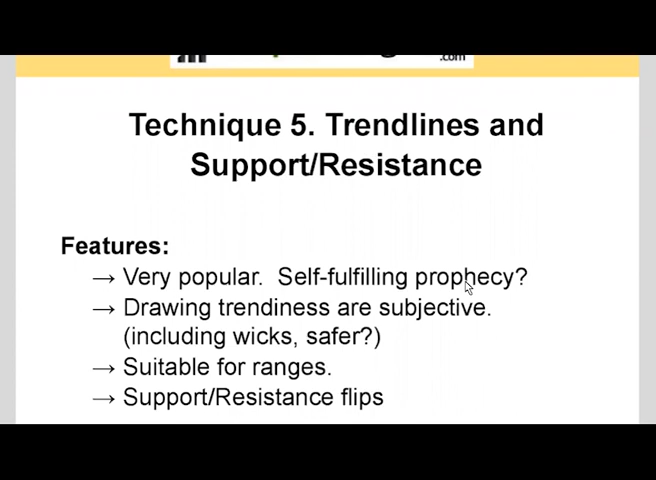 .com
Technique 5. Trendlines and
Support/Resistance
Features:
→ Very popular. Self-fulfilling prophecy?
→ Drawing trendiness are subjective.
(including wicks, safer?)
→ Suitable for ranges.
→ Support/Resistance flips